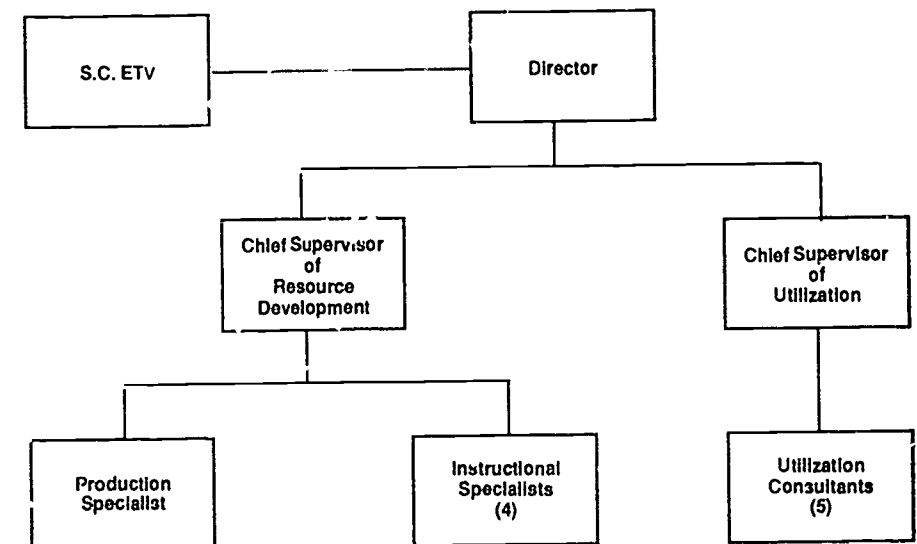 S.C. ETV
Director
Chief Supervisor
of
Resource
Development
Chief Supervisor
of
Utilization
Production
Specialist
Instructional
Specialists
(4)
Utilization
Consultants
(5)